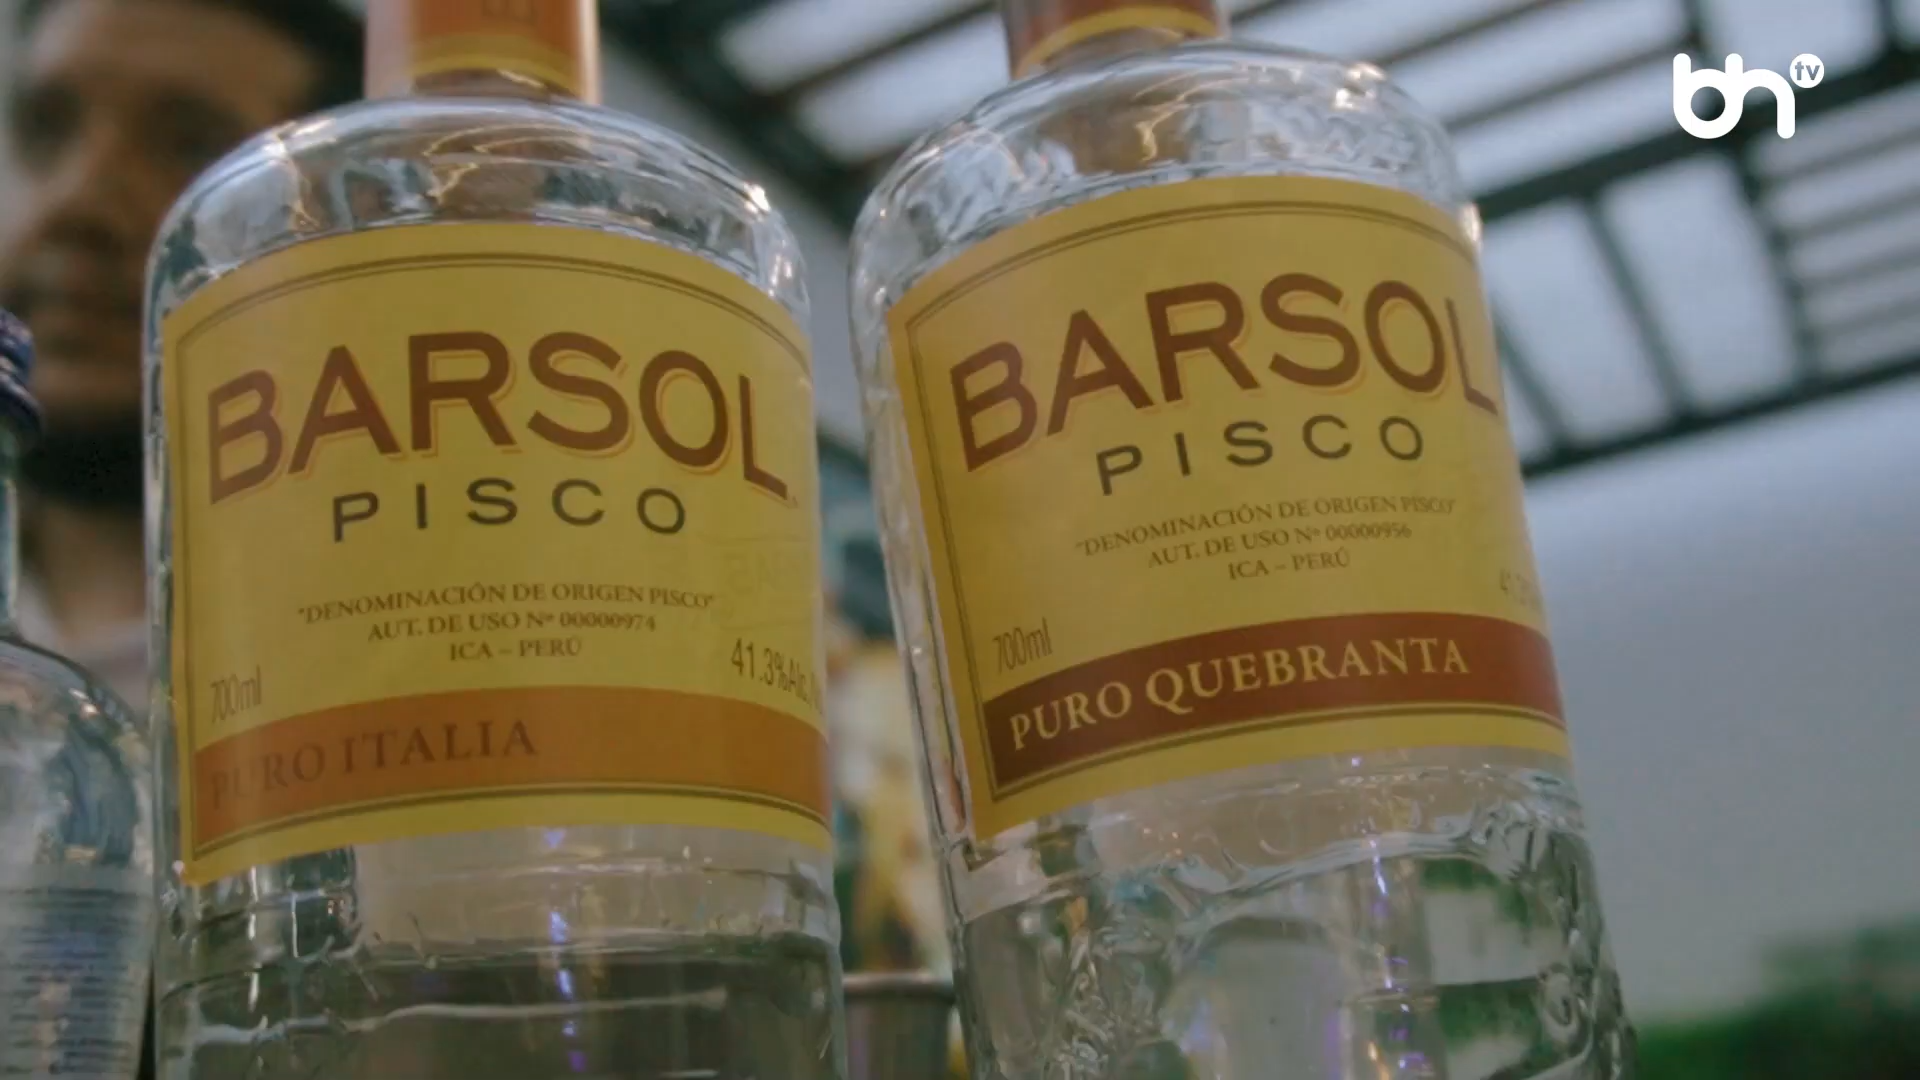 BARSOL
PISCO
"DENOMINACIÓN DE ORIGEN PISCO"
AUT. DE USO Nº 00000974
ICA – PERÚ
700ml
41.3%Alc.
PURO ITALIA
BARSOL
PISCO
"DENOMINACIÓN DE ORIGEN PISCO"
AUT. DE USO Nº 00000956
ICA – PERÚ
700ml
PURO QUEBRANTA
bhn tv